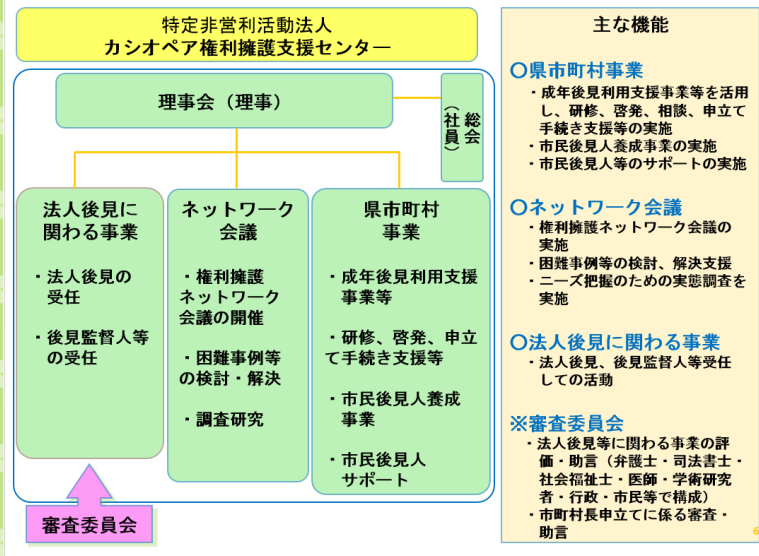 特定非営利活動法人
カシオペア権利擁護支援センター
理事会（理事）
総会
（社員）
法人後見に
関わる事業
・法人後見の
受任
・後見監督人等
の受任
ネットワーク
会議
・権利擁護
ネットワーク
会議の開催
・困難事例等
の検討・解決
・調査研究
県市町村
事業
・成年後見利用支援
事業等
・研修、啓発、申立
て手続き支援等
・市民後見人養成
事業
・市民後見人
サポート
審査委員会
主な機能
〇県市町村事業
・成年後見利用支援事業等を活用
し、研修、啓発、相談、申立て
手続き支援等の実施
・市民後見人養成事業の実施
・市民後見人等のサポートの実施
〇ネットワーク会議
・権利擁護ネットワーク会議の
実施
・困難事例等の検討、解決支援
・ニーズ把握のための実態調査を
実施
〇法人後見に関わる事業
・法人後見、後見監督人等受任
しての活動
※審査委員会
・法人後見等に関わる事業の評
価・助言（弁護士・司法書士・
社会福祉士・医師・学術研究
者・行政・市民等で構成）
・市町村長申立てに係る審査・
助言
6